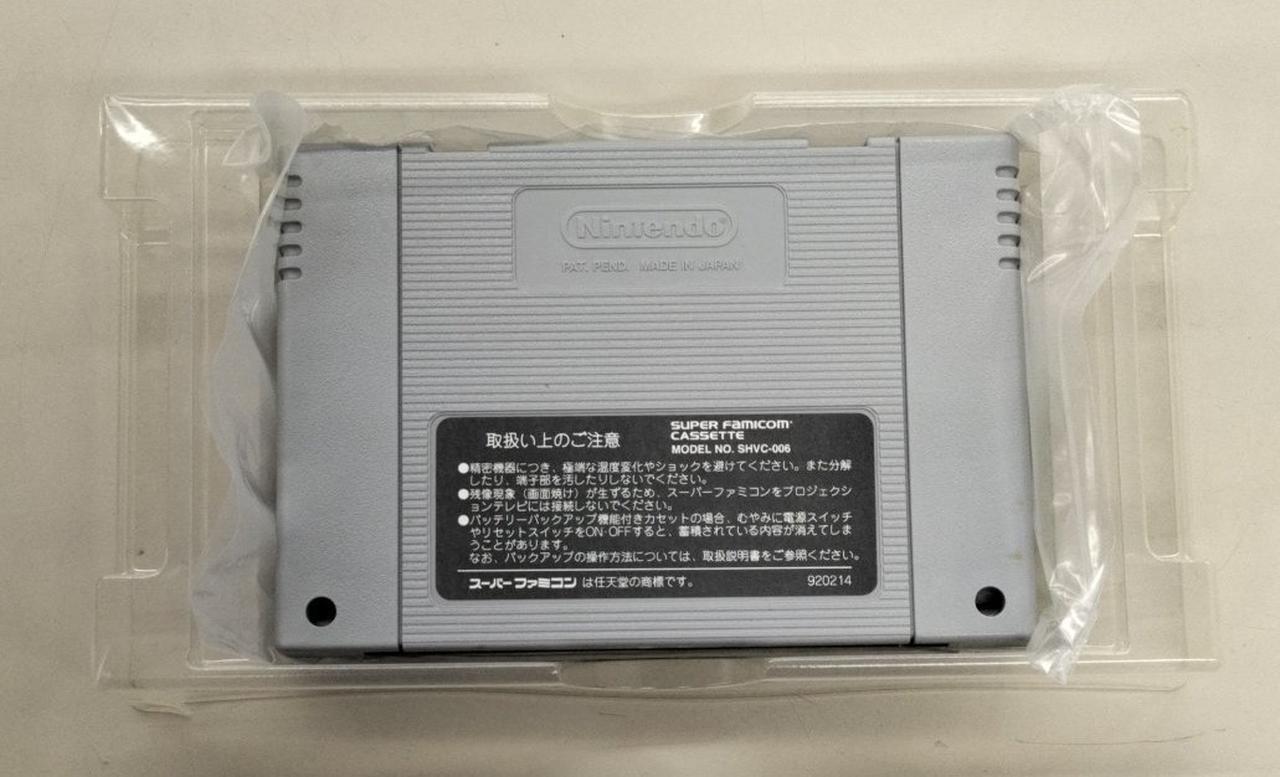 Nintendo®
PAT. PEND. MADE IN JAPAN
取扱い上のご注意
SUPER FAMICOM
CASSETTE
MODEL NO. SHVC-006
●精密機器につき、極端な温度変化やショックを避けてください。また分解
したり、端子部を汚したりしないでください。
●残像現象（画面焼け）が生ずるため、スーパーファミコンをプロジェクシ
ョンテレビには接続しないでください。
●バッテリーバックアップ機能付きカセットの場合、むやみに電源スイッチ
やリセットスイッチをON·OFFすると、蓄積されている内容が消えてしま
うことがあります。
なお、バックアップの操作方法については、取扱説明書をご参照ください。
スーパーファミコン は任天堂の商標です。 920214